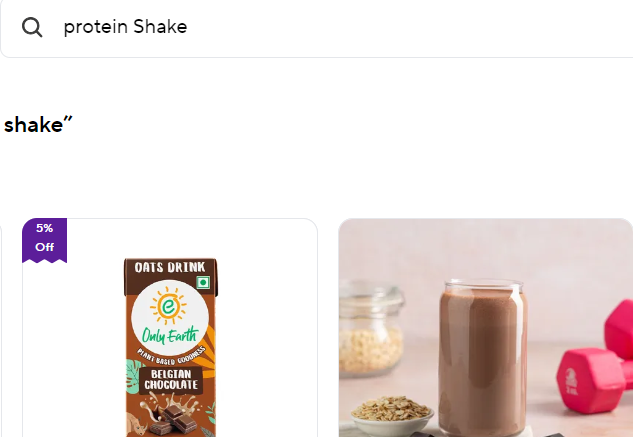 protein Shake
shake”
5%
Off
OATS DRINK
e
Only Earth
PLANT BASED GOODNESS
BELGIAN
CHOCOLATE